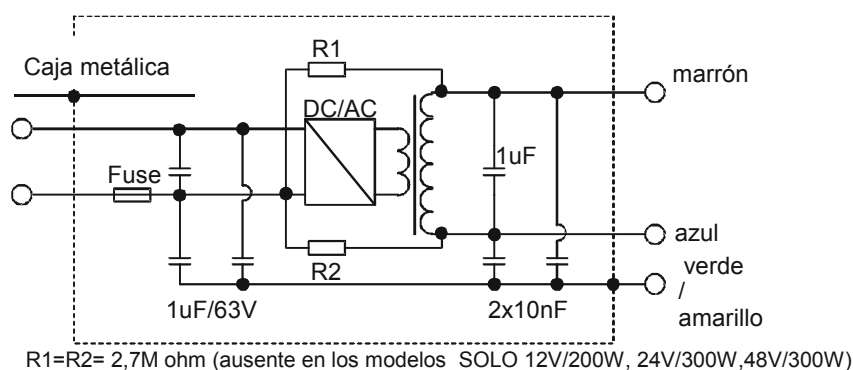 R1
Caja metálica
marrón
DC/AC
1uF
Fuse
azul
R2
verde
/
amarillo
1uF/63V
2x10nF
R1=R2= 2,7M ohm (ausente en los modelos SOLO 12V/200W, 24V/300W,48V/300W)